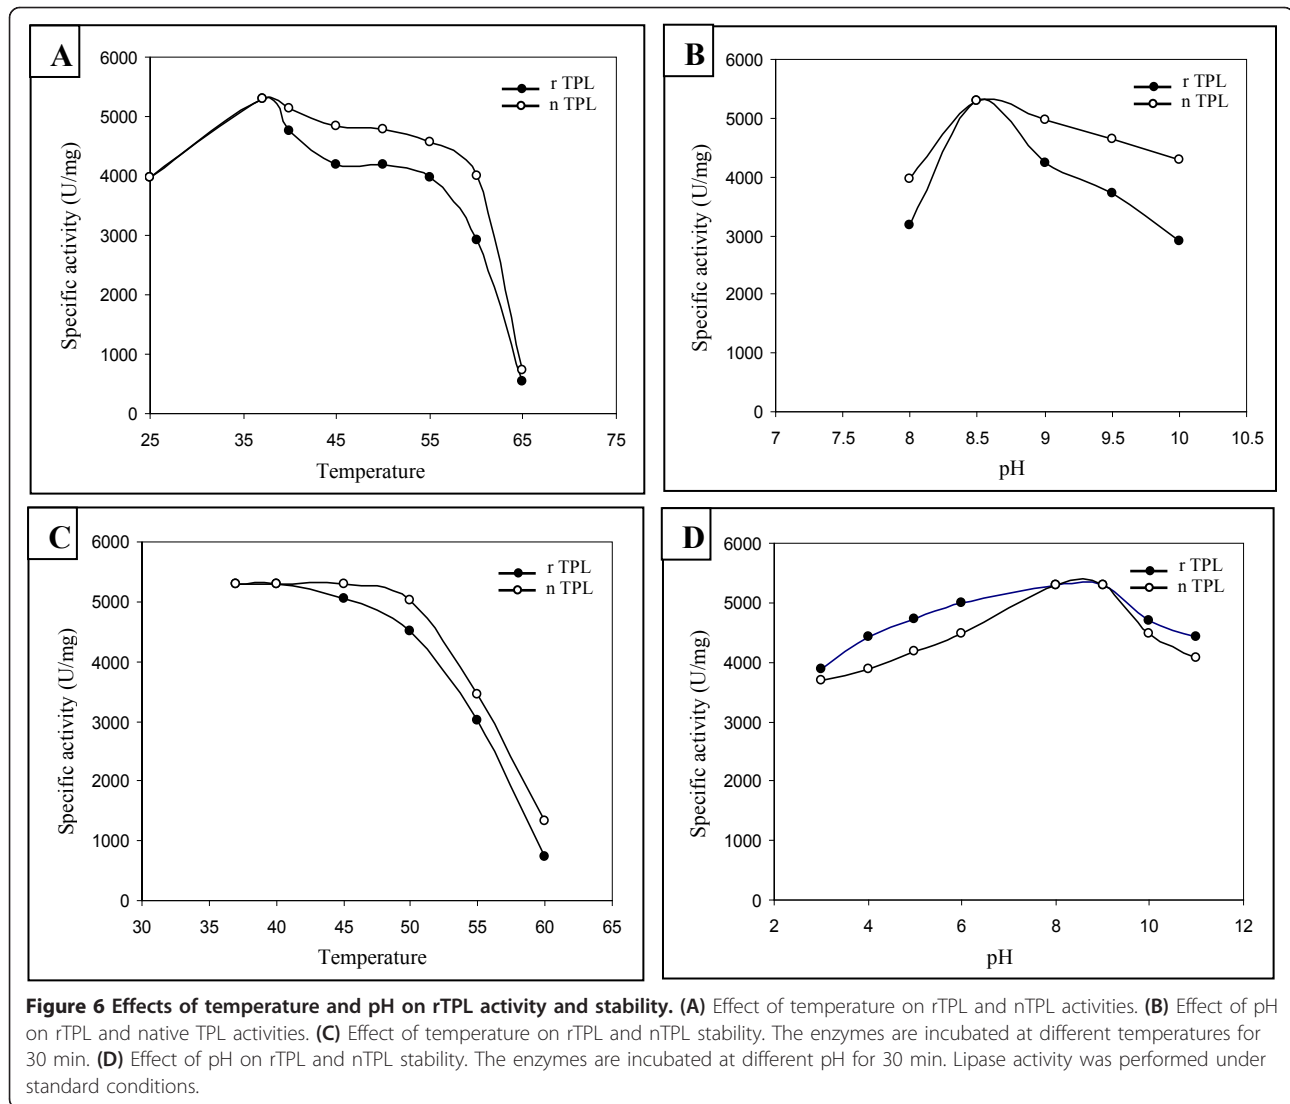 A
6000
5000
4000
3000
2000
1000
0
Specific activity (U/mg)
r TPL
n TPL
25 35 45 55 65 75
Temperature
B
6000
5000
4000
3000
2000
1000
0
Specific activity (U/mg)
r TPL
n TPL
7 7.5 8 8.5 9 9.5 10 10.5
pH
C
6000
5000
4000
3000
2000
1000
0
Specific activity (U/mg)
r TPL
n TPL
30 35 40 45 50 55 60 65
Temperature
D
6000
5000
4000
3000
2000
1000
0
Specific activity (U/mg)
r TPL
n TPL
2 4 6 8 10 12
pH
Figure 6 Effects of temperature and pH on rTPL activity and stability. (A) Effect of temperature on rTPL and nTPL activities. (B) Effect of pH
on rTPL and native TPL activities. (C) Effect of temperature on rTPL and nTPL stability. The enzymes are incubated at different temperatures for
30 min. (D) Effect of pH on rTPL and nTPL stability. The enzymes are incubated at different pH for 30 min. Lipase activity was performed under
standard conditions.